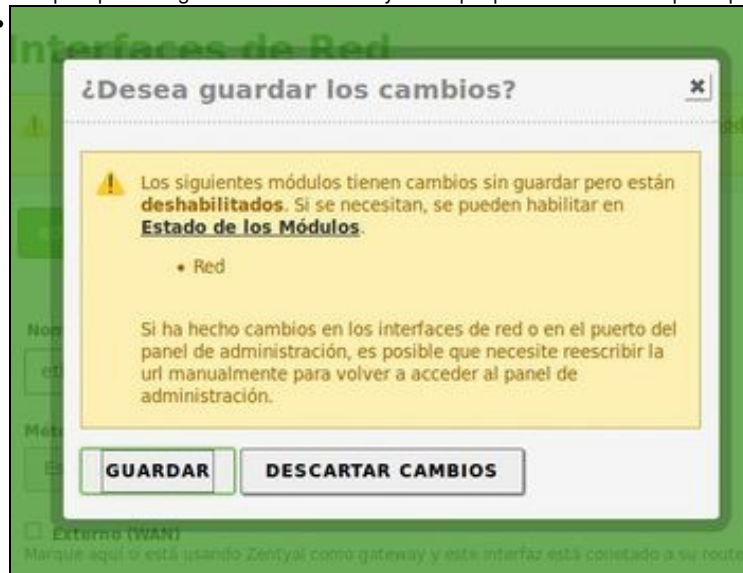 Interfaces de Red
¿Desea guardar los cambios?
Los siguientes módulos tienen cambios sin guardar pero están
deshabilitados. Si se necesitan, se pueden habilitar en
Estado de los Módulos.
• Red
Si ha hecho cambios en los interfaces de red o en el puerto del
panel de administración, es posible que necesite reescribir la
url manualmente para volver a acceder al panel de
administración.
GUARDAR DESCARTAR CAMBIOS
Externo (WAN)
Marque aquí si está usando Zentyal como gateway y este interfaz está conetado a su route